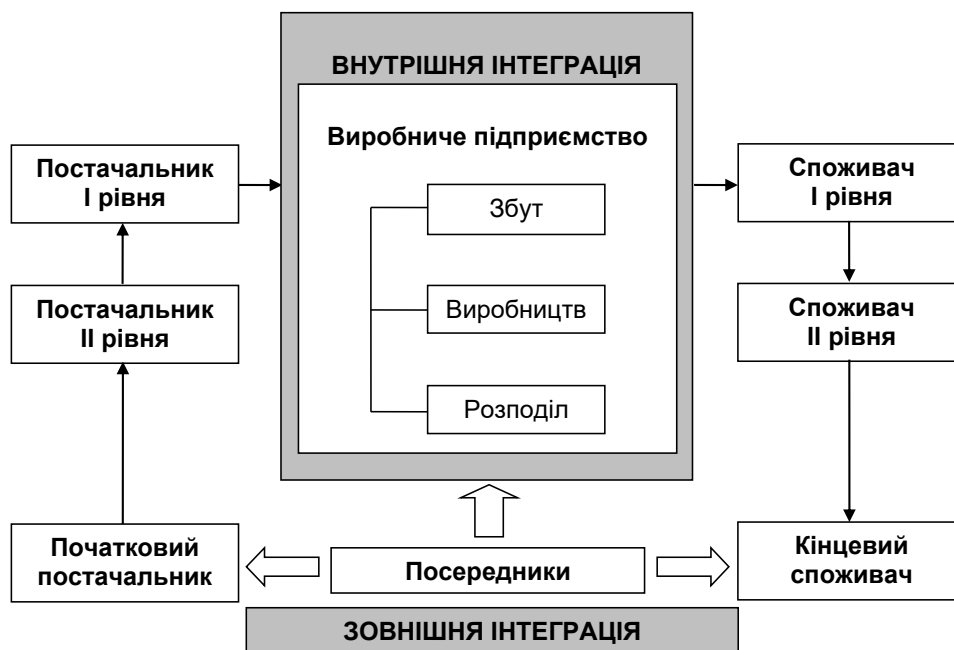 ВНУТРІШНЯ ІНТЕГРАЦІЯ
Виробниче підприємство
Постачальник
І рівня
Збут
Споживач
І рівня
Постачальник
ІІ рівня
Виробництв
Споживач
ІІ рівня
Розподіл
Початковий
постачальник
Посередники
Кінцевий
споживач
ЗОВНІШНЯ ІНТЕГРАЦІЯ